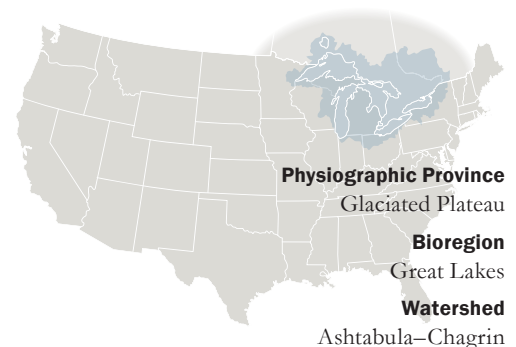 Physiographic Province
Glaciated Plateau
Bioregion
Great Lakes
Watershed
Ashtabula–Chagrin